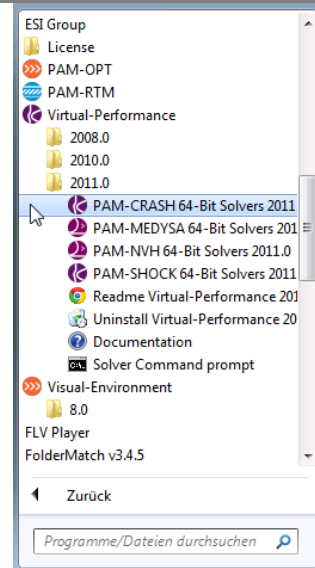 ESI Group
License
PAM-OPT
PAM-RTM
Virtual-Performance
2008.0
2010.0
2011.0
PAM-CRASH 64-Bit Solvers 2011
PAM-MEDYSA 64-Bit Solvers 201
PAM-NVH 64-Bit Solvers 2011.0
PAM-SHOCK 64-Bit Solvers 2011
Readme Virtual-Performance 201
Uninstall Virtual-Performance 20
Documentation
Solver Command prompt
Visual-Environment
8.0
FLV Player
FolderMatch v3.4.5
Zurück
Programme/Dateien durchsuchen